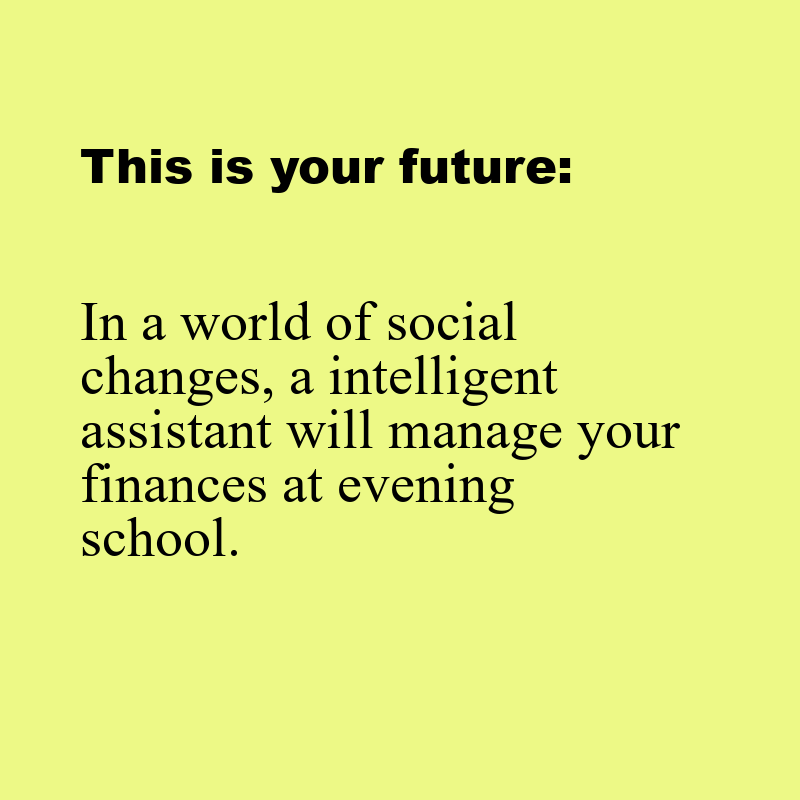 This is your future:
In a world of social
changes, a intelligent
assistant will manage your
finances at evening
school.